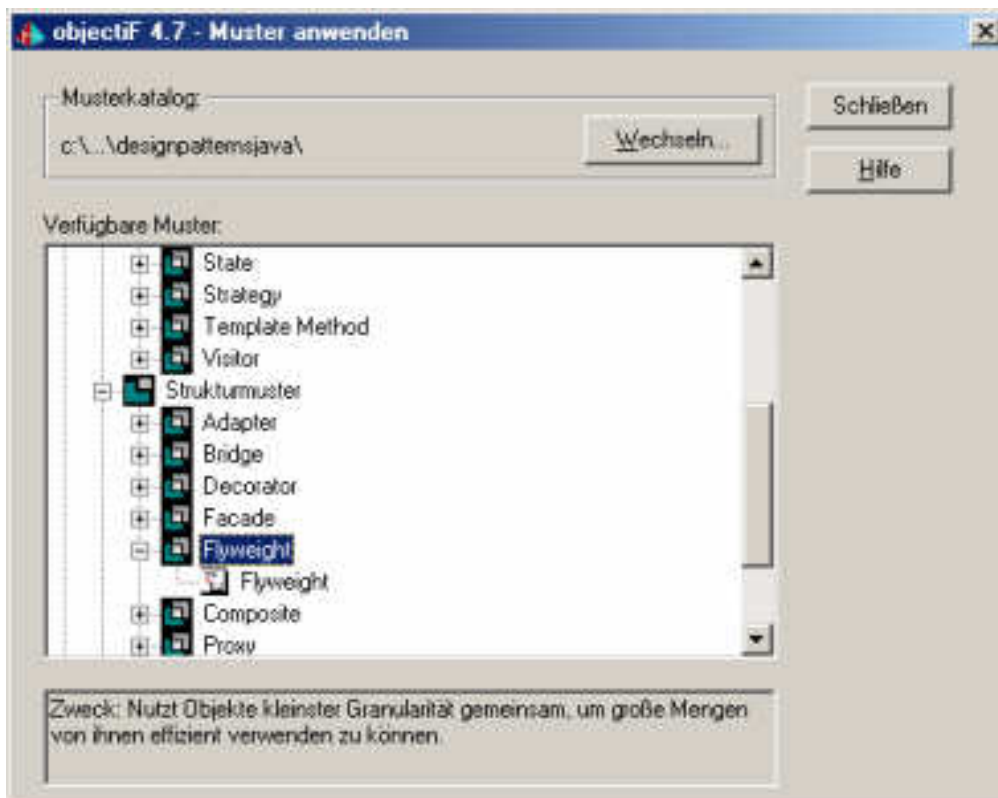 objectiF 4.7 - Muster anwenden
Musterkatalog:
c:\...\designpatternsjava\
Wechseln...
Schließen
Hilfe
Verfügbare Muster:
State
Strategy
Template Method
Visitor
Strukturmuster
Adapter
Bridge
Decorator
Facade
Flyweight
Flyweight
Composite
Proxy
Zweck: Nutzt Objekte kleinster Granularität gemeinsam, um große Mengen
von ihnen effizient verwenden zu können.